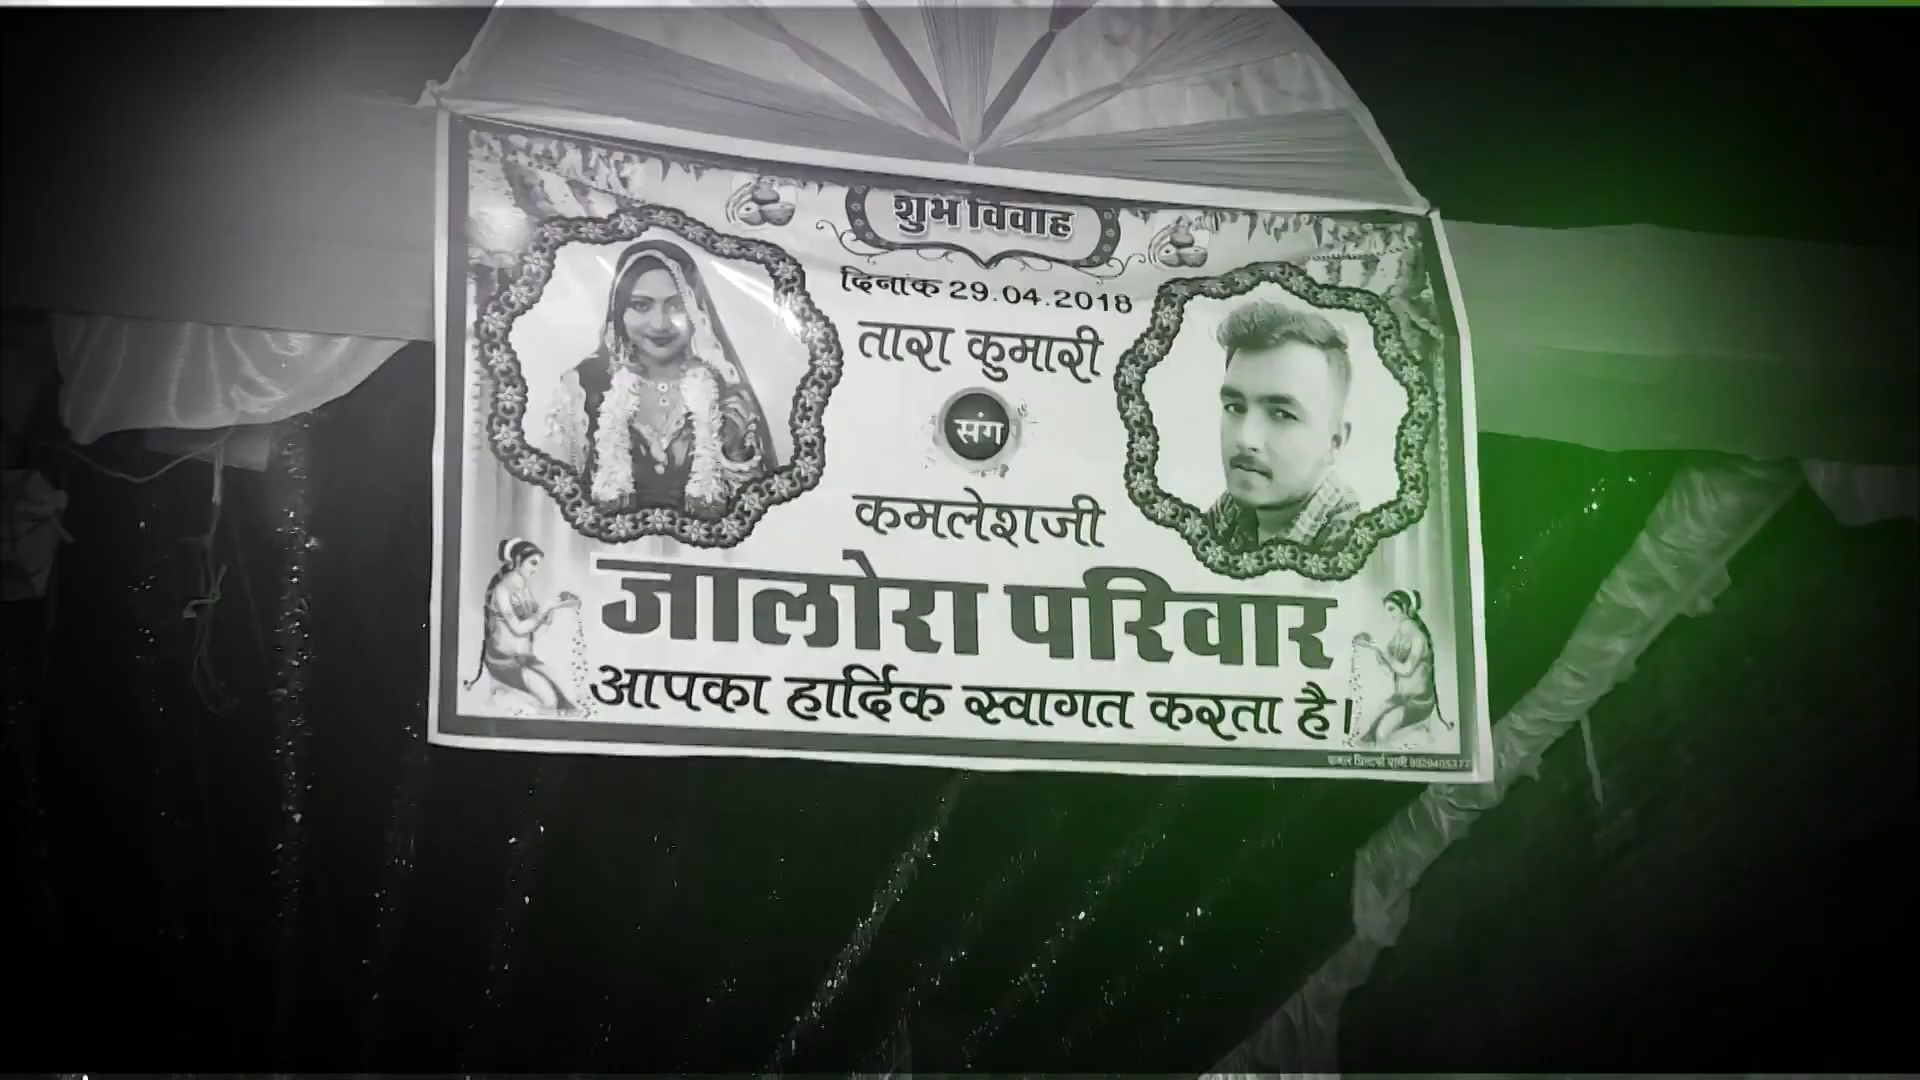 शुभ विवाह
दिनांक 29.04.2018
तारा कुमारी
संग
कमलेशजी
जालोरा परिवार
आपका हार्दिक स्वागत करता है।